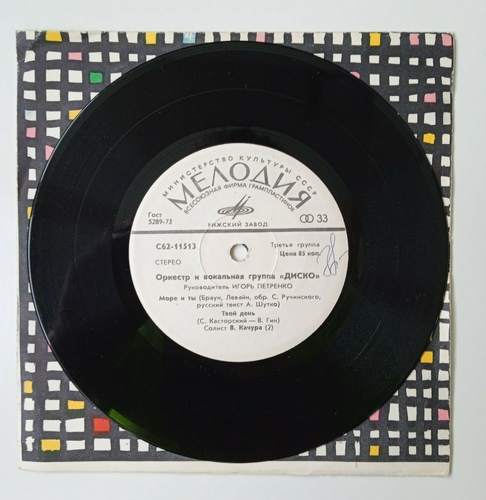 МИНИСТЕРСТВО КУЛЬТУРЫ СССР
МЕЛОДИЯ
ВСЕСОЮЗНАЯ ФИРМА ГРАМПЛАСТИНОК
Гост
5289-73
33
РИЖСКИЙ ЗАВОД
С62-11513
Третья группа
Цена 85 коп.
СТЕРЕО
Оркестр и вокальная группа «ДИСКО»
Руководитель ИГОРЬ ПЕТРЕНКО
Море и ты (Браун, Левайн, обр. С. Ручинского,
русский текст А. Шутко)
Твой день
(С. Касторский — В. Гин)
Солист В. Качура (2)